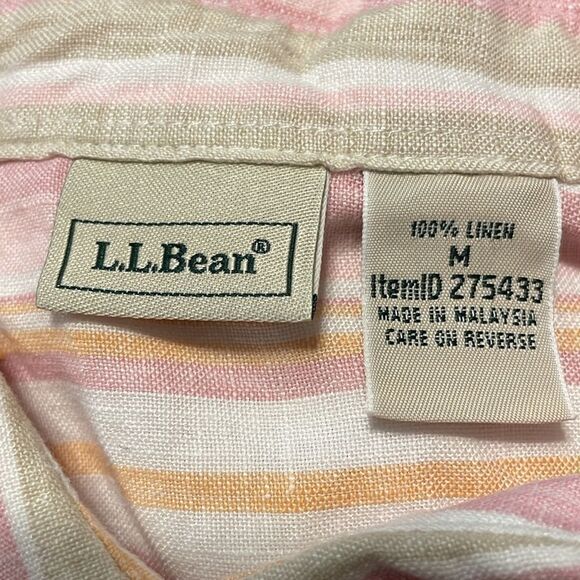 L.L.Bean®
100% LINEN
M
ItemID 275433
MADE IN MALAYSIA
CARE ON REVERSE